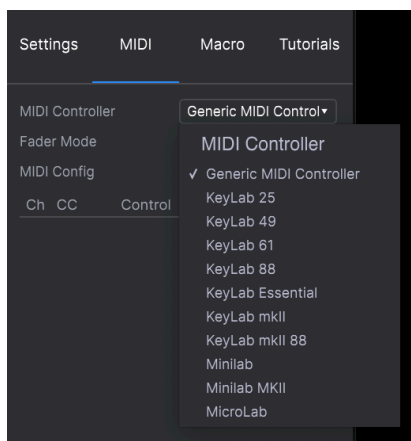 Settings MIDI Macro Tutorials
MIDI Controller Generic MIDI Control▾
Fader Mode
MIDI Config
Ch CC Control
MIDI Controller
✓ Generic MIDI Controller
KeyLab 25
KeyLab 49
KeyLab 61
KeyLab 88
KeyLab Essential
KeyLab mkII
KeyLab mkII 88
Minilab
Minilab MKII
MicroLab